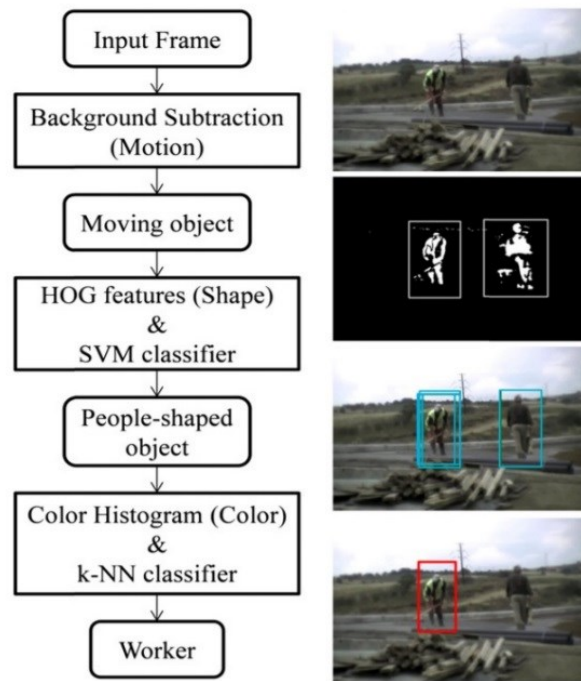 Input Frame
Background Subtraction
(Motion)
Moving object
HOG features (Shape)
&
SVM classifier
People-shaped
object
Color Histogram (Color)
&
k-NN classifier
Worker